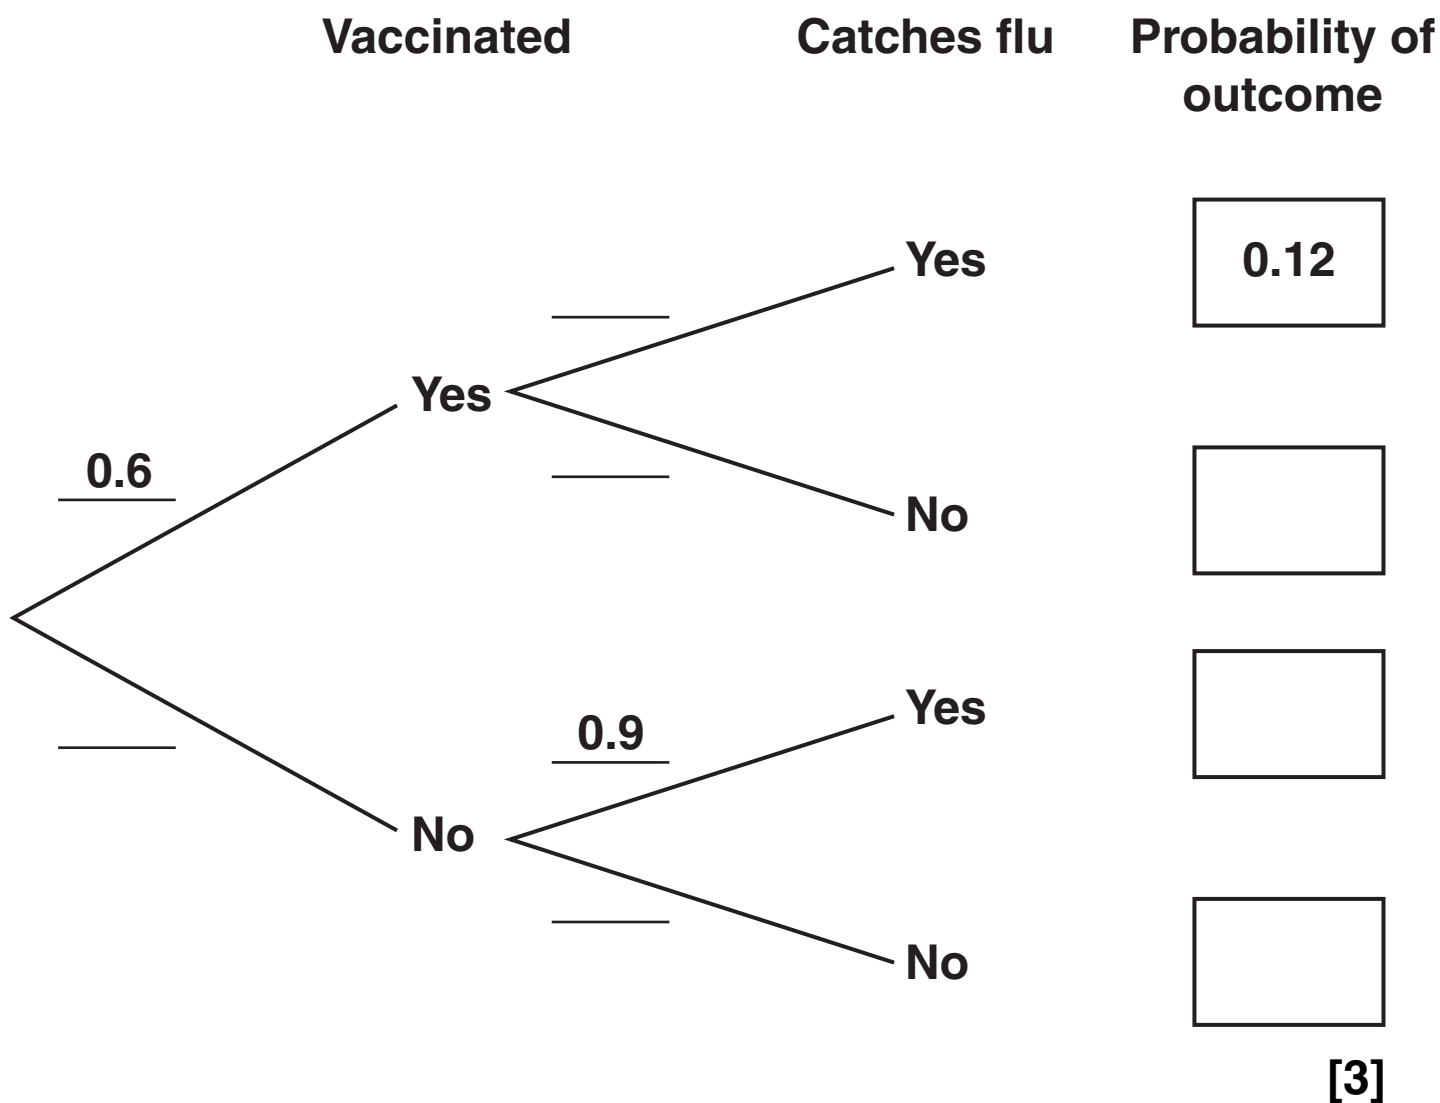 Vaccinated Catches flu Probability of
outcome
Yes 0.12
Yes
0.6
No
Yes
0.9
No
No
[3]